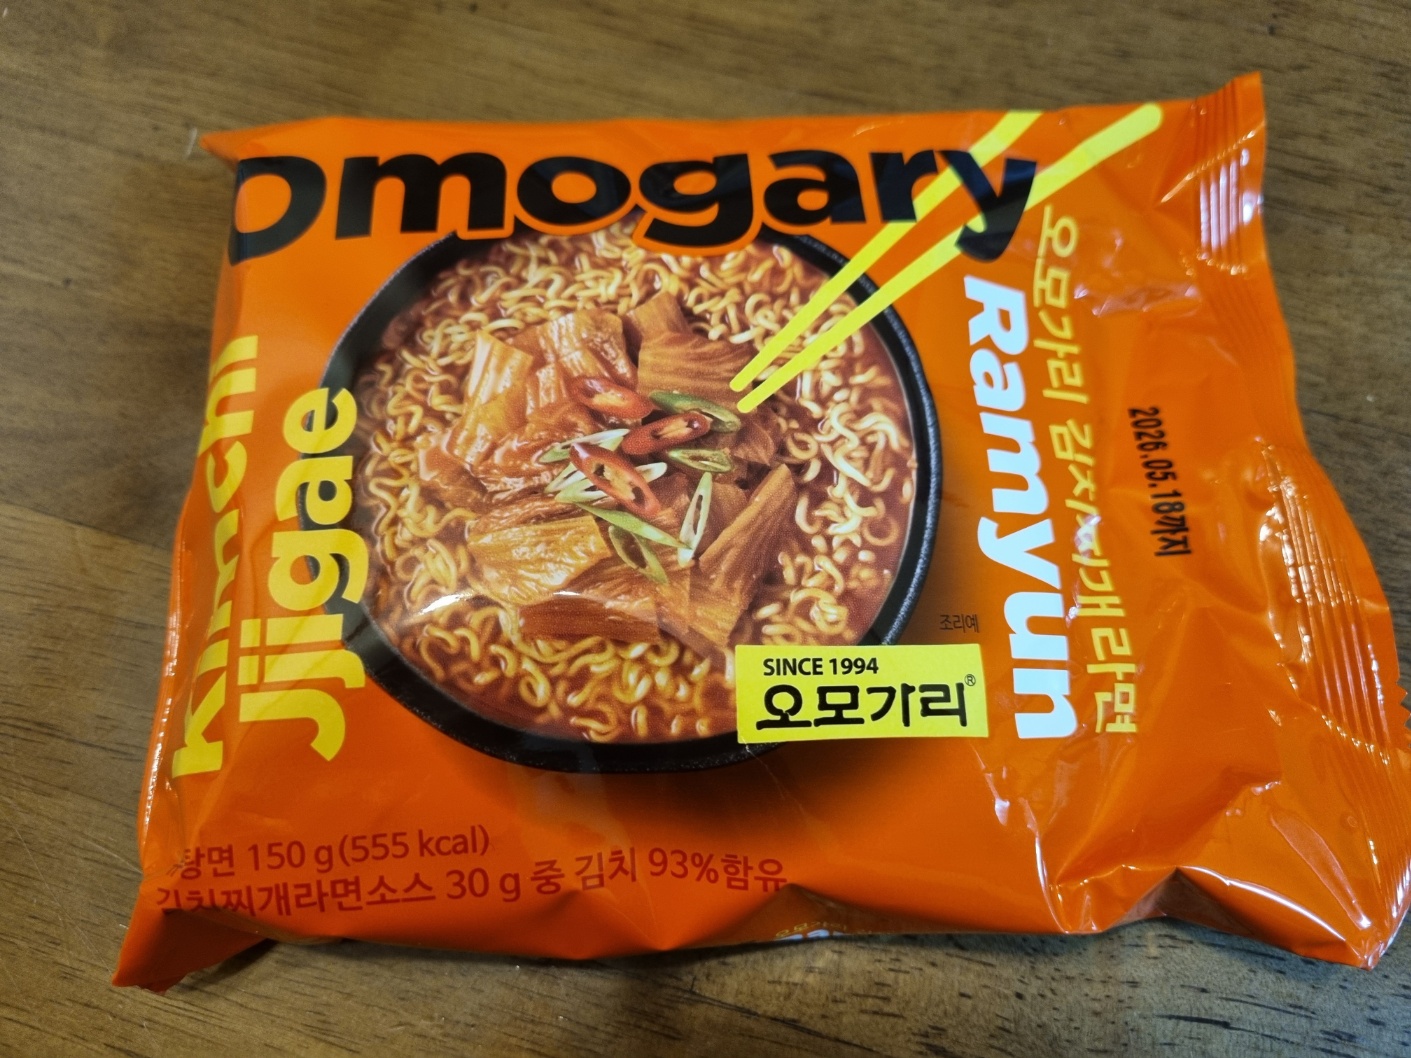 Omogary
Kimchi
Jjigae
Ramyun
오모가리 김치찌개 라면
2026.05.18까지
조리예
SINCE 1994
오모가리®
탕면 150 g (555 kcal)
김치찌개라면소스 30 g 중 김치 93%함유